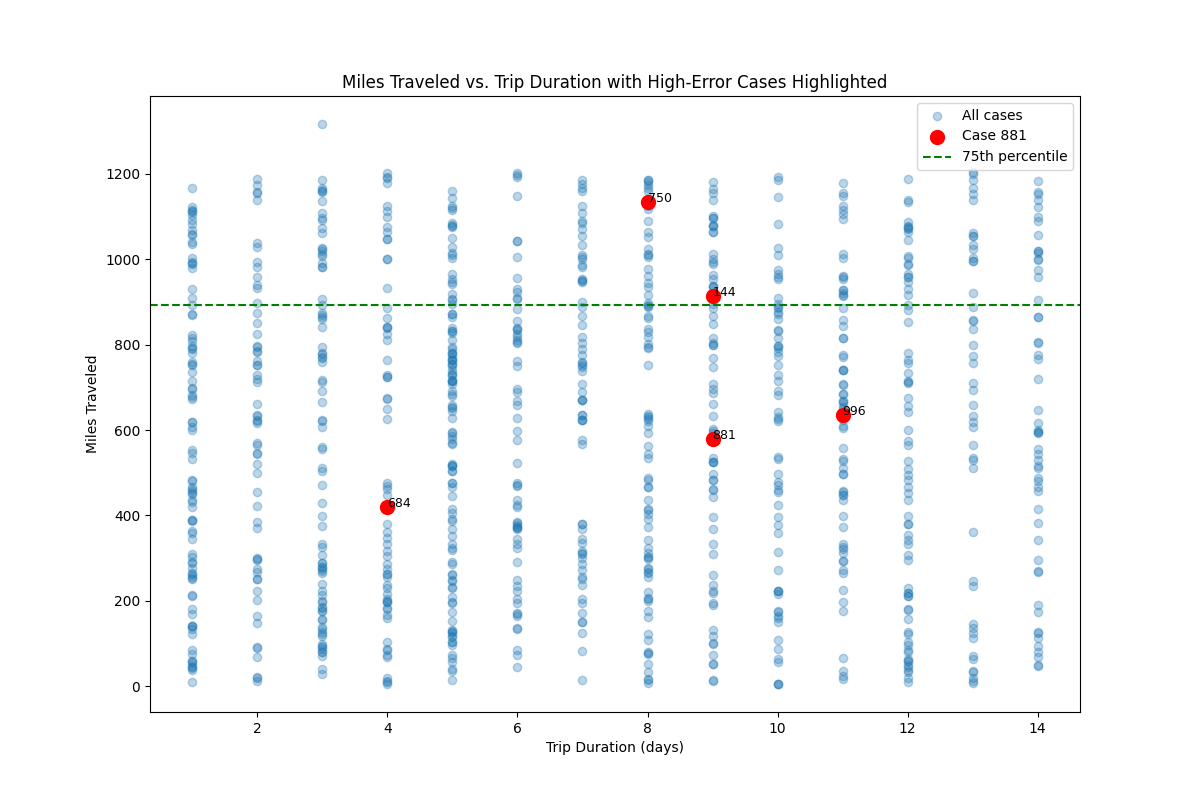 Miles Traveled vs. Trip Duration with High-Error Cases Highlighted
All cases
Case 881
75th percentile
1200
1000
800
600
400
200
0
Miles Traveled
750
144
996
881
684
2 4 6 8 10 12 14
Trip Duration (days)